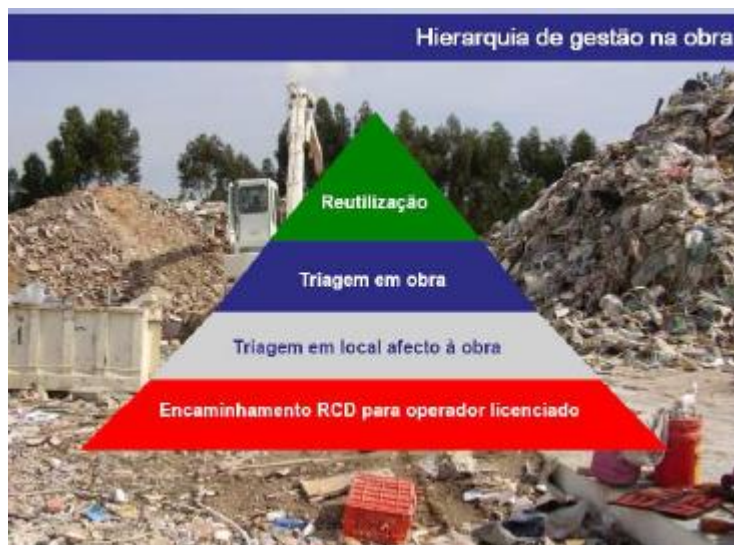 Hierarquia de gestão na obra
Reutilização
Triagem em obra
Triagem em local afecto à obra
Encaminhamento RCD para operador licenciado